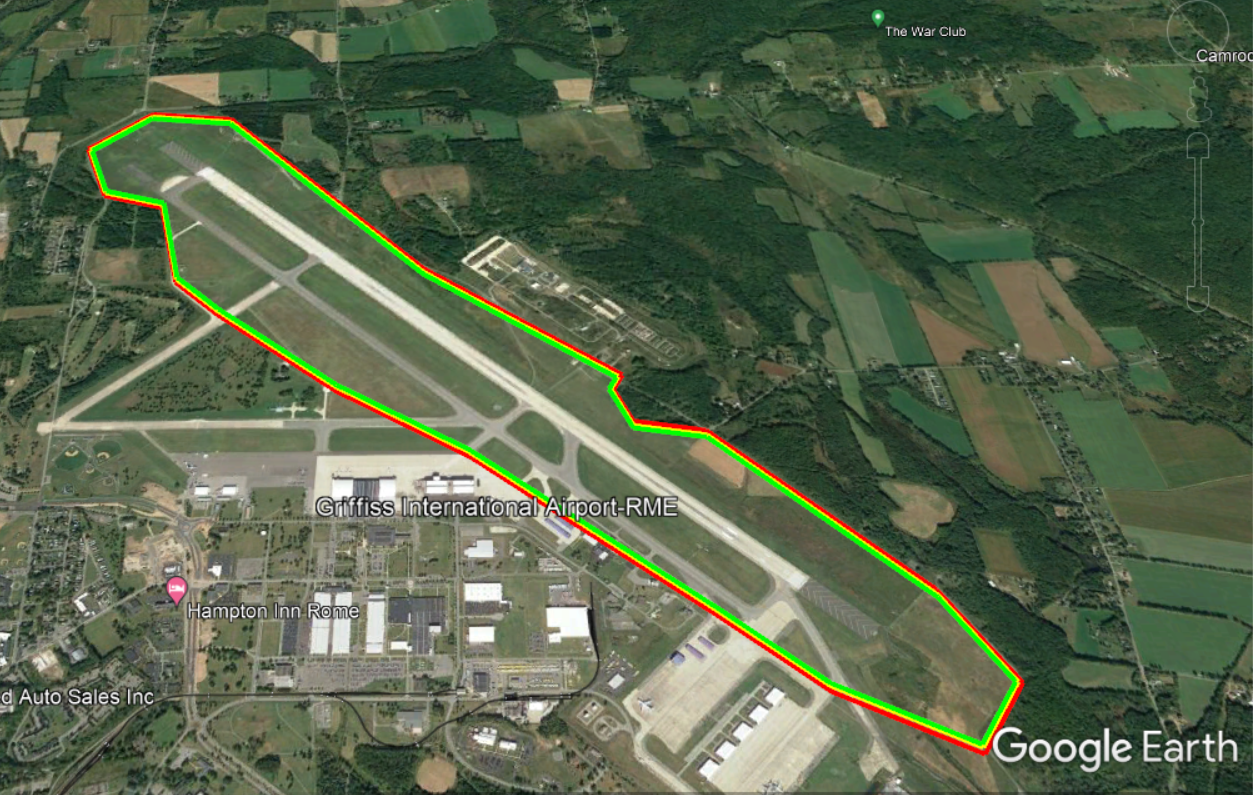 The War Club
Camroc
Griffiss International Airport-RME
Hampton Inn Rome
d Auto Sales Inc
Google Earth